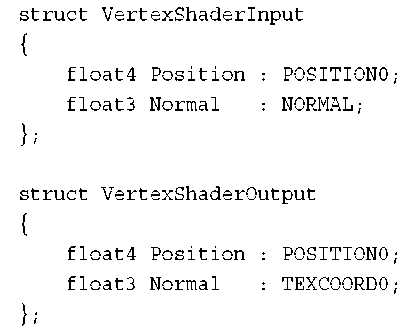 struct VertexShaderInput
{
    float4 Position : POSITION0;
    float3 Normal   : NORMAL;
};

struct VertexShaderOutput
{
    float4 Position : POSITION0;
    float3 Normal   : TEXCOORD0;
};